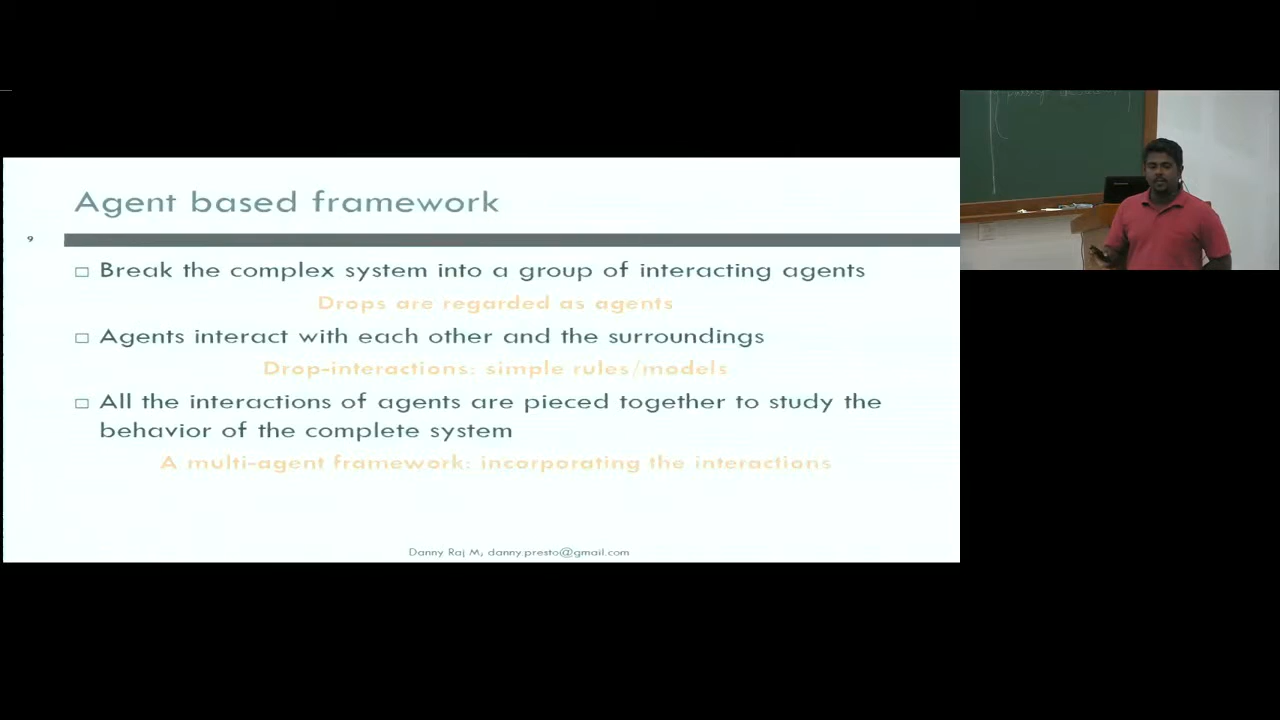 Agent based framework
9
Break the complex system into a group of interacting agents
Drops are regarded as agents
Agents interact with each other and the surroundings
Drop-interactions: simple rules/models
All the interactions of agents are pieced together to study the
behavior of the complete system
A multi-agent framework: incorporating the interactions
Danny Raj M, danny.presto@gmail.com